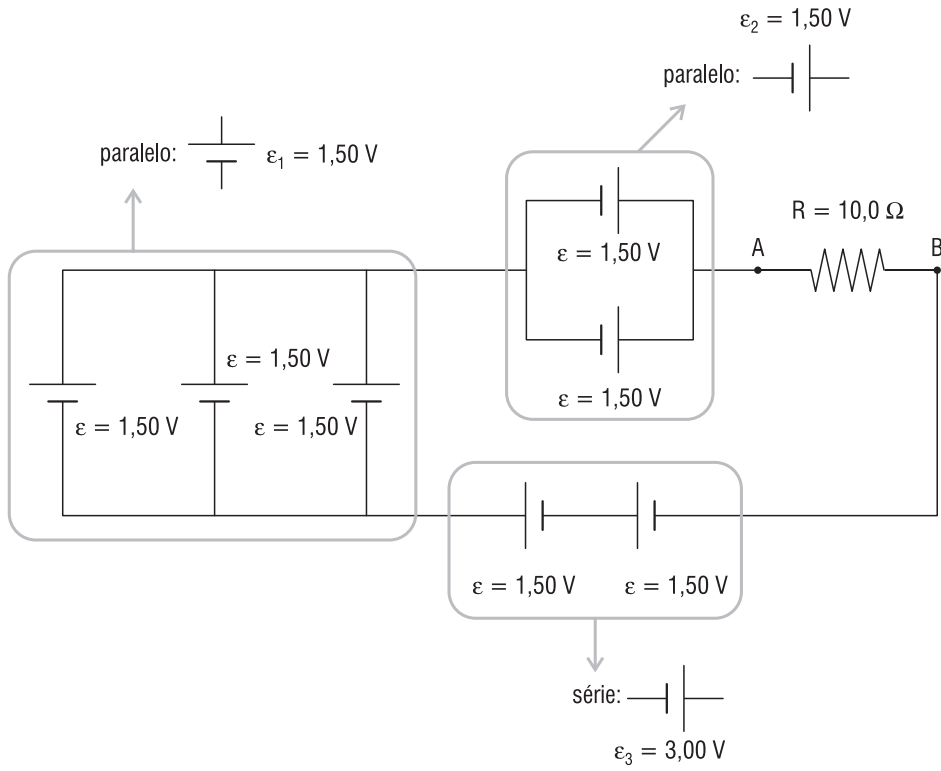 ε₂ = 1,50 V
paralelo:
paralelo:
ε₁ = 1,50 V
R = 10,0 Ω
A
B
ε = 1,50 V
ε = 1,50 V
ε = 1,50 V
ε = 1,50 V
ε = 1,50 V
ε = 1,50 V
ε = 1,50 V
série:
ε₃ = 3,00 V